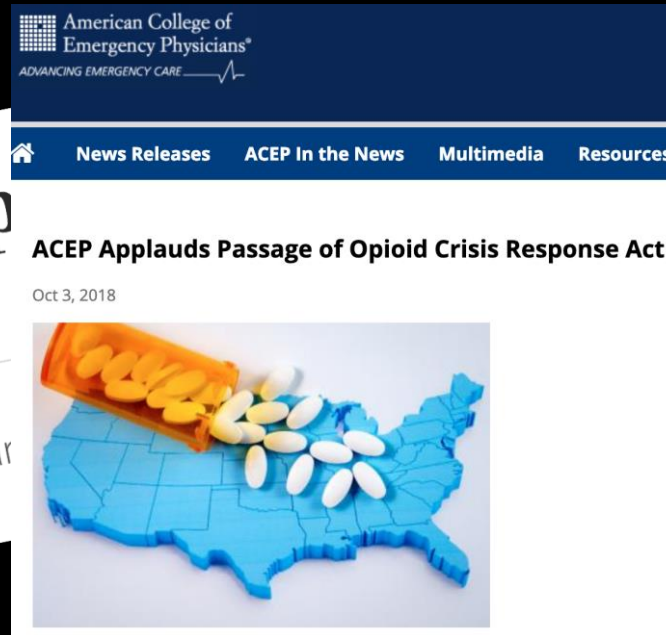 American College of
Emergency Physicians®
ADVANCING EMERGENCY CARE
News Releases ACEP In the News Multimedia Resources
ACEP Applauds Passage of Opioid Crisis Response Act
Oct 3, 2018